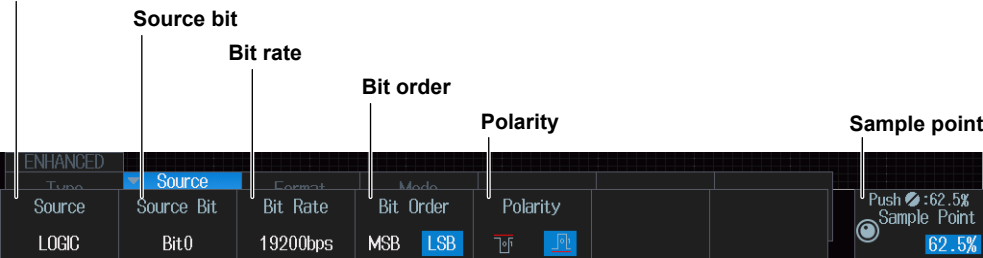 Source bit
Bit rate
Bit order
Polarity
Sample point
ENHANCED
Type
Source
Format
Mode
Source
Source Bit
Bit Rate
Bit Order
Polarity
Push :62.5%
Sample Point
LOGIC
Bit0
19200bps
MSB
LSB
62.5%